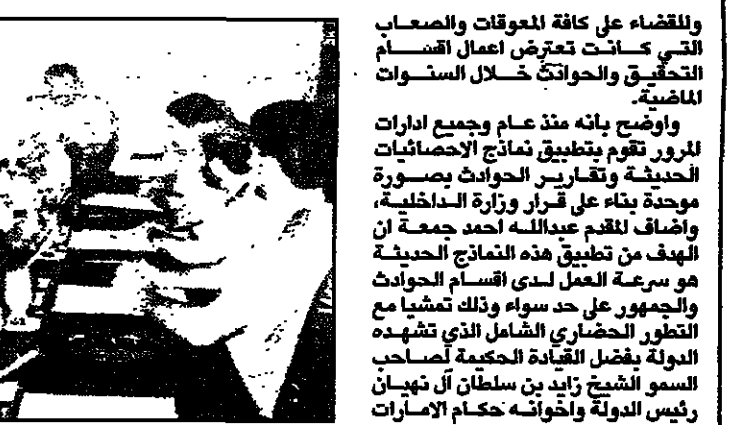 وللقضاء على كافة المعوقات والصعاب
التي كانت تعترض اعمال اقسام
التحقيق والحوادث خلال السنوات
الماضية.
واوضح بأنه منذ عام وجميع ادارات
المرور تقوم بتطبيق نماذج الاحصائيات
الحديثة وتقارير الحوادث بصورة
موحدة بناء على قرار وزارة الداخلية،
واضاف المقدم عبدالله احمد جمعة ان
الهدف من تطبيق هذه النماذج الحديثة
هو سرعة العمل لدى اقسام الحوادث
والجمهور على حد سواء وذلك تمشيا مع
التطور الحضاري الشامل الذي تشهده
الدولة بفضل القيادة الحكيمة لصاحب
السمو الشيخ زايد بن سلطان آل نهيان
رئيس الدولة واخوانه حكام الامارات